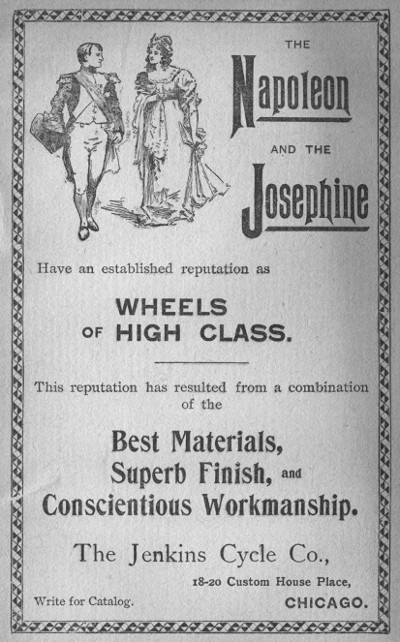 THE
Napoleon
AND THE
Josephine
Have an established reputation as
WHEELS
OF HIGH CLASS.
This reputation has resulted from a combination
of the
Best Materials,
Superb Finish, and
Conscientious Workmanship.
The Jenkins Cycle Co.,
18-20 Custom House Place,
Write for Catalog. CHICAGO.